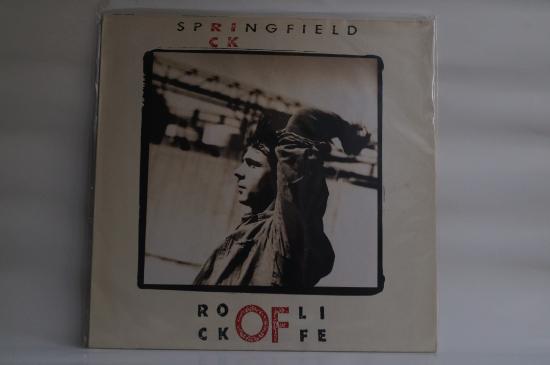 SPRINGFIELD
CK
RO OF LI
CK FE